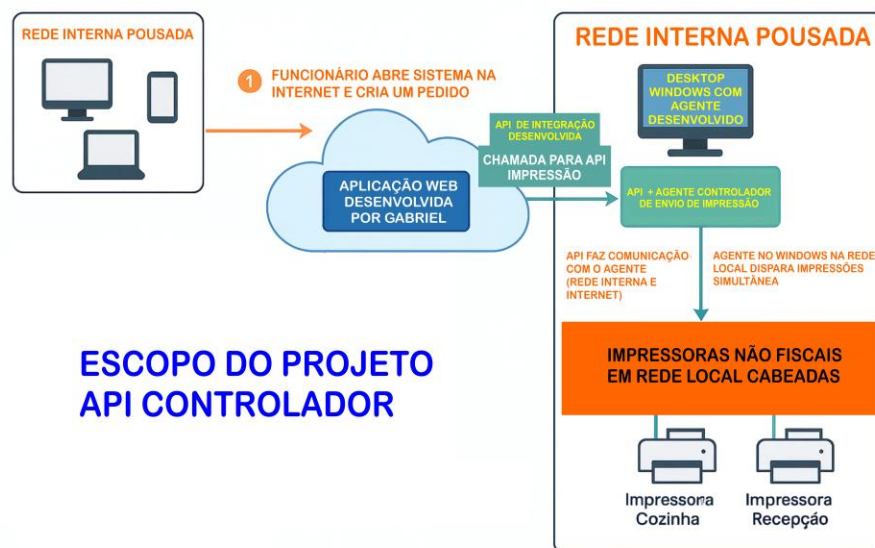 REDE INTERNA POUSADA
1
FUNCIONÁRIO ABRE SISTEMA NA
INTERNET E CRIA UM PEDIDO
APLICAÇÃO WEB
DESENVOLVIDA
POR GABRIEL
API DE INTEGRAÇÃO
DESENVOLVIDA
CHAMADA PARA API
IMPRESSÃO
REDE INTERNA POUSADA
DESKTOP
WINDOWS COM
AGENTE
DESENVOLVIDO
API + AGENTE CONTROLADOR
DE ENVIO DE IMPRESSÃO
API FAZ COMUNICAÇÃO
COM O AGENTE
(REDE INTERNA E
INTERNET)
AGENTE NO WINDOWS NA REDE
LOCAL DISPARA IMPRESSÕES
SIMULTÂNEA
IMPRESSORAS NÃO FISCAIS
EM REDE LOCAL CABEADAS
Impressora
Cozinha
Impressora
Recepção
ESCOPO DO PROJETO
API CONTROLADOR